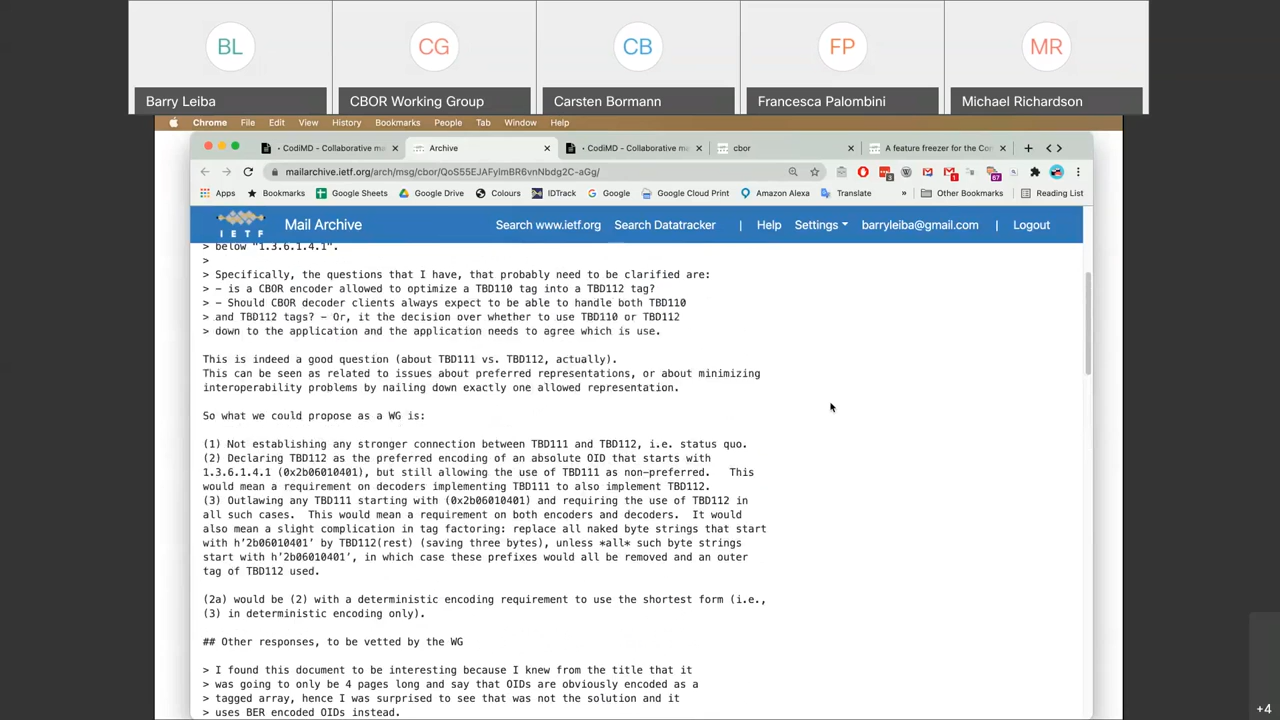 BL
CG
CB
FP
MR
Barry Leiba
CBOR Working Group
Carsten Bormann
Francesca Palombini
Michael Richardson
Chrome File Edit View History Bookmarks People Tab Window Help
· CodiMD - Collaborative ma
Archive
· CodiMD - Collaborative ma
cbor
A feature freezer for the Con
mailarchive.ietf.org/arch/msg/cbor/QoS55EJAFylmBR6vnNbdg2C-aGg/
Apps Bookmarks Google Sheets Google Drive Colours IDTrack Google Google Cloud Print Amazon Alexa Translate » Other Bookmarks Reading List
I E T F
Mail Archive Search www.ietf.org Search Datatracker | Help Settings barryleiba@gmail.com | Logout
> below "1.3.6.1.4.1".
>
> Specifically, the questions that I have, that probably need to be clarified are:
> - is a CBOR encoder allowed to optimize a TBD110 tag into a TBD112 tag?
> - Should CBOR decoder clients always expect to be able to handle both TBD110
> and TBD112 tags? - Or, it the decision over whether to use TBD110 or TBD112
> down to the application and the application needs to agree which is use.
This is indeed a good question (about TBD111 vs. TBD112, actually).
This can be seen as related to issues about preferred representations, or about minimizing
interoperability problems by nailing down exactly one allowed representation.
So what we could propose as a WG is:
(1) Not establishing any stronger connection between TBD111 and TBD112, i.e. status quo.
(2) Declaring TBD112 as the preferred encoding of an absolute OID that starts with
1.3.6.1.4.1 (0x2b06010401), but still allowing the use of TBD111 as non-preferred. This
would mean a requirement on decoders implementing TBD111 to also implement TBD112.
(3) Outlawing any TBD111 starting with (0x2b06010401) and requiring the use of TBD112 in
all such cases. This would mean a requirement on both encoders and decoders. It would
also mean a slight complication in tag factoring: replace all naked byte strings that start
with h'2b06010401' by TBD112(rest) (saving three bytes), unless *all* such byte strings
start with h'2b06010401', in which case these prefixes would all be removed and an outer
tag of TBD112 used.
(2a) would be (2) with a deterministic encoding requirement to use the shortest form (i.e.,
(3) in deterministic encoding only).
## Other responses, to be vetted by the WG
> I found this document to be interesting because I knew from the title that it
> was going to only be 4 pages long and say that OIDs are obviously encoded as a
> tagged array, hence I was surprised to see that was not the solution and it
> uses BER encoded OIDs instead.
+4